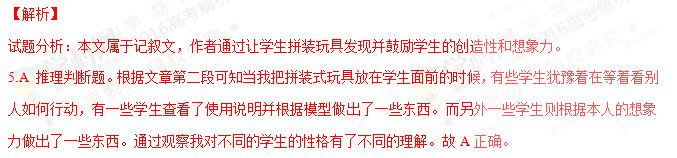 【解析】
试题分析：本文属于记叙文，作者通过让学生拼装玩具发现并鼓励学生的创造性和想象力。
5.A 推理判断题。根据文章第二段可知当我把拼装式玩具放在学生面前的时候，有些学生犹豫着在等着看别
人如何行动，有一些学生查看了使用说明并根据模型做出了一些东西。而另外一些学生则根据本人的想象
力做出了一些东西。通过观察我对不同的学生的性格有了不同的理解。故 A 正确。